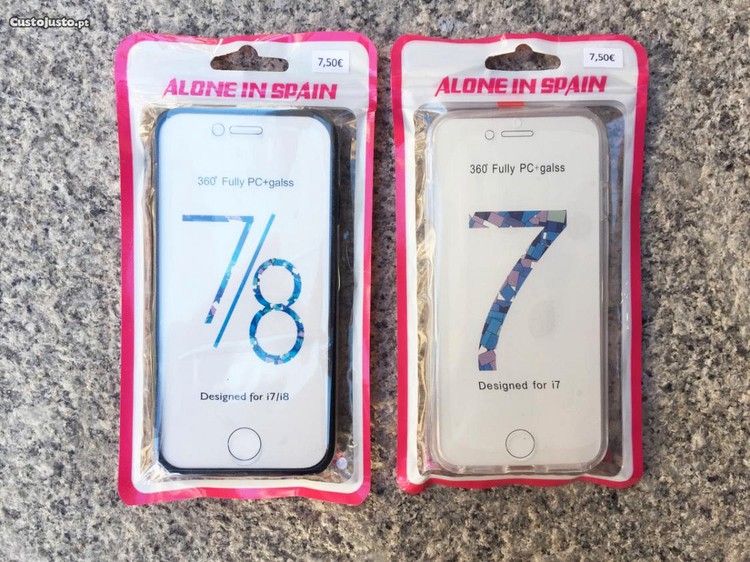 CustoJusto.pt
7,50€
ALONE IN SPAIN
360° Fully PC+galss
7/8
Designed for i7/i8
7,50€
ALONE IN SPAIN
360° Fully PC+galss
7
Designed for i7